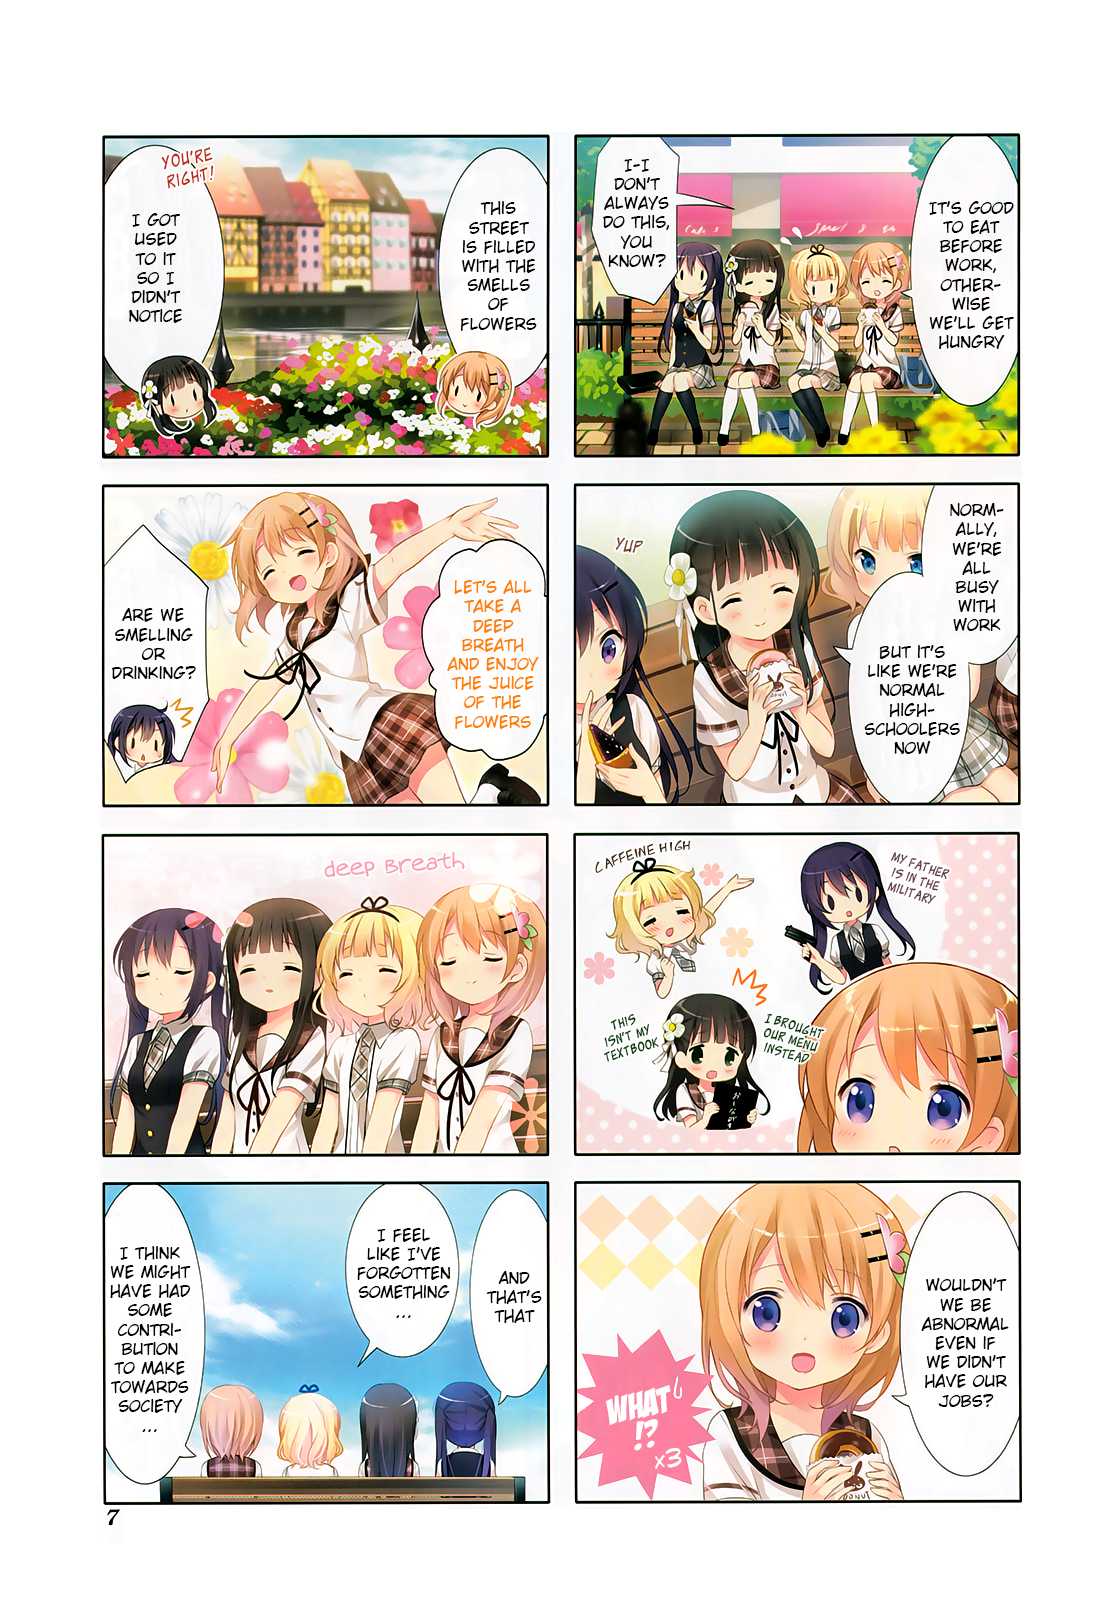 IT'S GOOD
TO EAT
BEFORE
WORK,
OTHER-
WISE
WE'LL GET
HUNGRY
I-I
DON'T
ALWAYS
DO THIS,
YOU
KNOW?
NORM-
ALLY,
WE'RE
ALL
BUSY
WITH
WORK
BUT IT'S
LIKE WE'RE
NORMAL
HIGH-
SCHOOLERS
NOW
YUP
DONUT
MY FATHER
IS IN THE
MILITARY
CAFFEINE HIGH
I BROUGHT
OUR MENU
INSTEAD
THIS
ISN'T MY
TEXTBOOK
WOULDN'T
WE BE
ABNORMAL
EVEN IF
WE DIDN'T
HAVE OUR
JOBS?
WHAT
!?
x3
DONUT
THIS
STREET
IS FILLED
WITH THE
SMELLS
OF
FLOWERS
YOU'RE
RIGHT!
I GOT
USED
TO IT
SO I
DIDN'T
NOTICE
LET'S ALL
TAKE A
DEEP
BREATH
AND ENJOY
THE JUICE
OF THE
FLOWERS
ARE WE
SMELLING
OR
DRINKING?
deep Breath
AND
THAT'S
THAT
I FEEL
LIKE I'VE
FORGOTTEN
SOMETHING
...
I THINK
WE MIGHT
HAVE HAD
SOME
CONTRI-
BUTION
TO MAKE
TOWARDS
SOCIETY
...
7